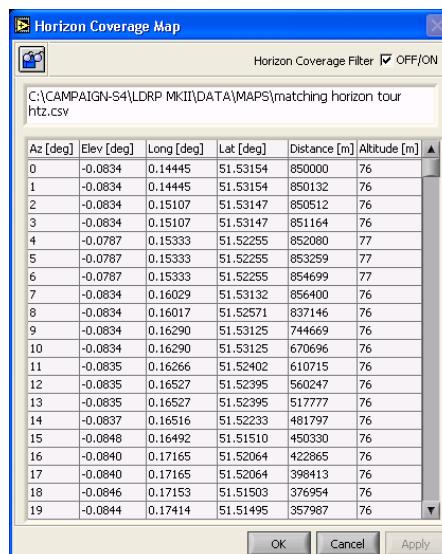 Horizon Coverage Map
Horizon Coverage Filter OFF/ON
C:\CAMPAIGN-S4\LDRP MKII\DATA\MAPS\matching horizon tour
htz.csv
Az [deg] Elev [deg] Long [deg] Lat [deg] Distance [m] Altitude [m]
0 -0.0834 0.14445 51.53154 850000 76
1 -0.0834 0.14445 51.53154 850132 76
2 -0.0834 0.15107 51.53147 850512 76
3 -0.0834 0.15107 51.53147 851164 76
4 -0.0787 0.15333 51.52255 852080 77
5 -0.0787 0.15333 51.52255 853259 77
6 -0.0787 0.15333 51.52255 854699 77
7 -0.0834 0.16029 51.53132 856400 76
8 -0.0834 0.16017 51.52571 837146 76
9 -0.0834 0.16290 51.53125 744669 76
10 -0.0834 0.16290 51.53125 670696 76
11 -0.0835 0.16266 51.52402 610715 76
12 -0.0835 0.16527 51.52395 560247 76
13 -0.0835 0.16527 51.52395 517777 76
14 -0.0837 0.16516 51.52233 481797 76
15 -0.0848 0.16492 51.51510 450330 76
16 -0.0840 0.17165 51.52064 422865 76
17 -0.0840 0.17165 51.52064 398413 76
18 -0.0846 0.17153 51.51503 376954 76
19 -0.0844 0.17414 51.51495 357987 76
OK Cancel Apply